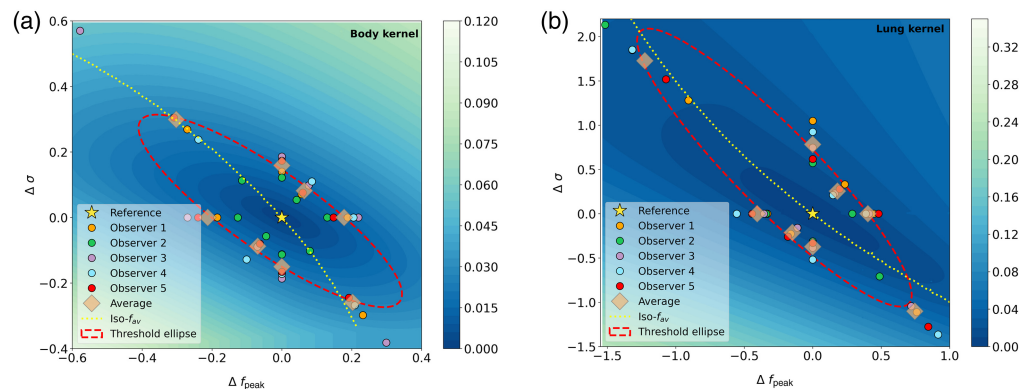 (a)
Body kernel
0.6
0.4
0.2
0.0
−0.2
−0.4
Δ σ
−0.6
−0.4
−0.2
0.0
0.2
0.4
Δ f_peak
Reference
Observer 1
Observer 2
Observer 3
Observer 4
Observer 5
Average
Iso-f_av
Threshold ellipse
0.120
0.105
0.090
0.075
0.060
0.045
0.030
0.015
0.000
(b)
Lung kernel
2.0
1.5
1.0
0.5
0.0
−0.5
−1.0
−1.5
Δ σ
−1.5
−1.0
−0.5
0.0
0.5
1.0
Δ f_peak
Reference
Observer 1
Observer 2
Observer 3
Observer 4
Observer 5
Average
Iso-f_av
Threshold ellipse
0.32
0.28
0.24
0.20
0.16
0.12
0.08
0.04
0.00